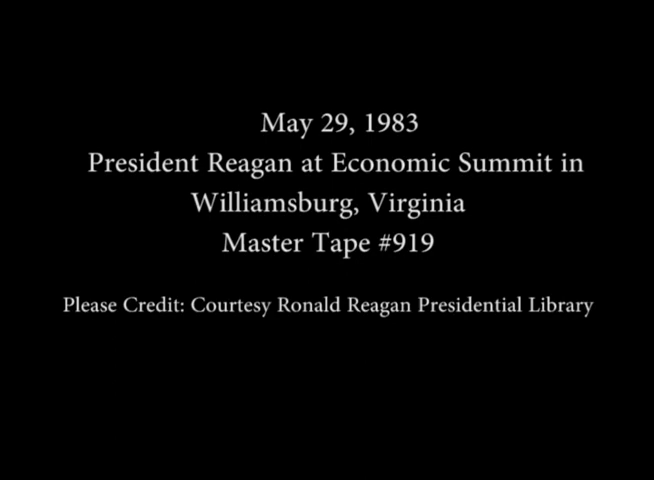 May 29, 1983
President Reagan at Economic Summit in
Williamsburg, Virginia
Master Tape #919
Please Credit: Courtesy Ronald Reagan Presidential Library